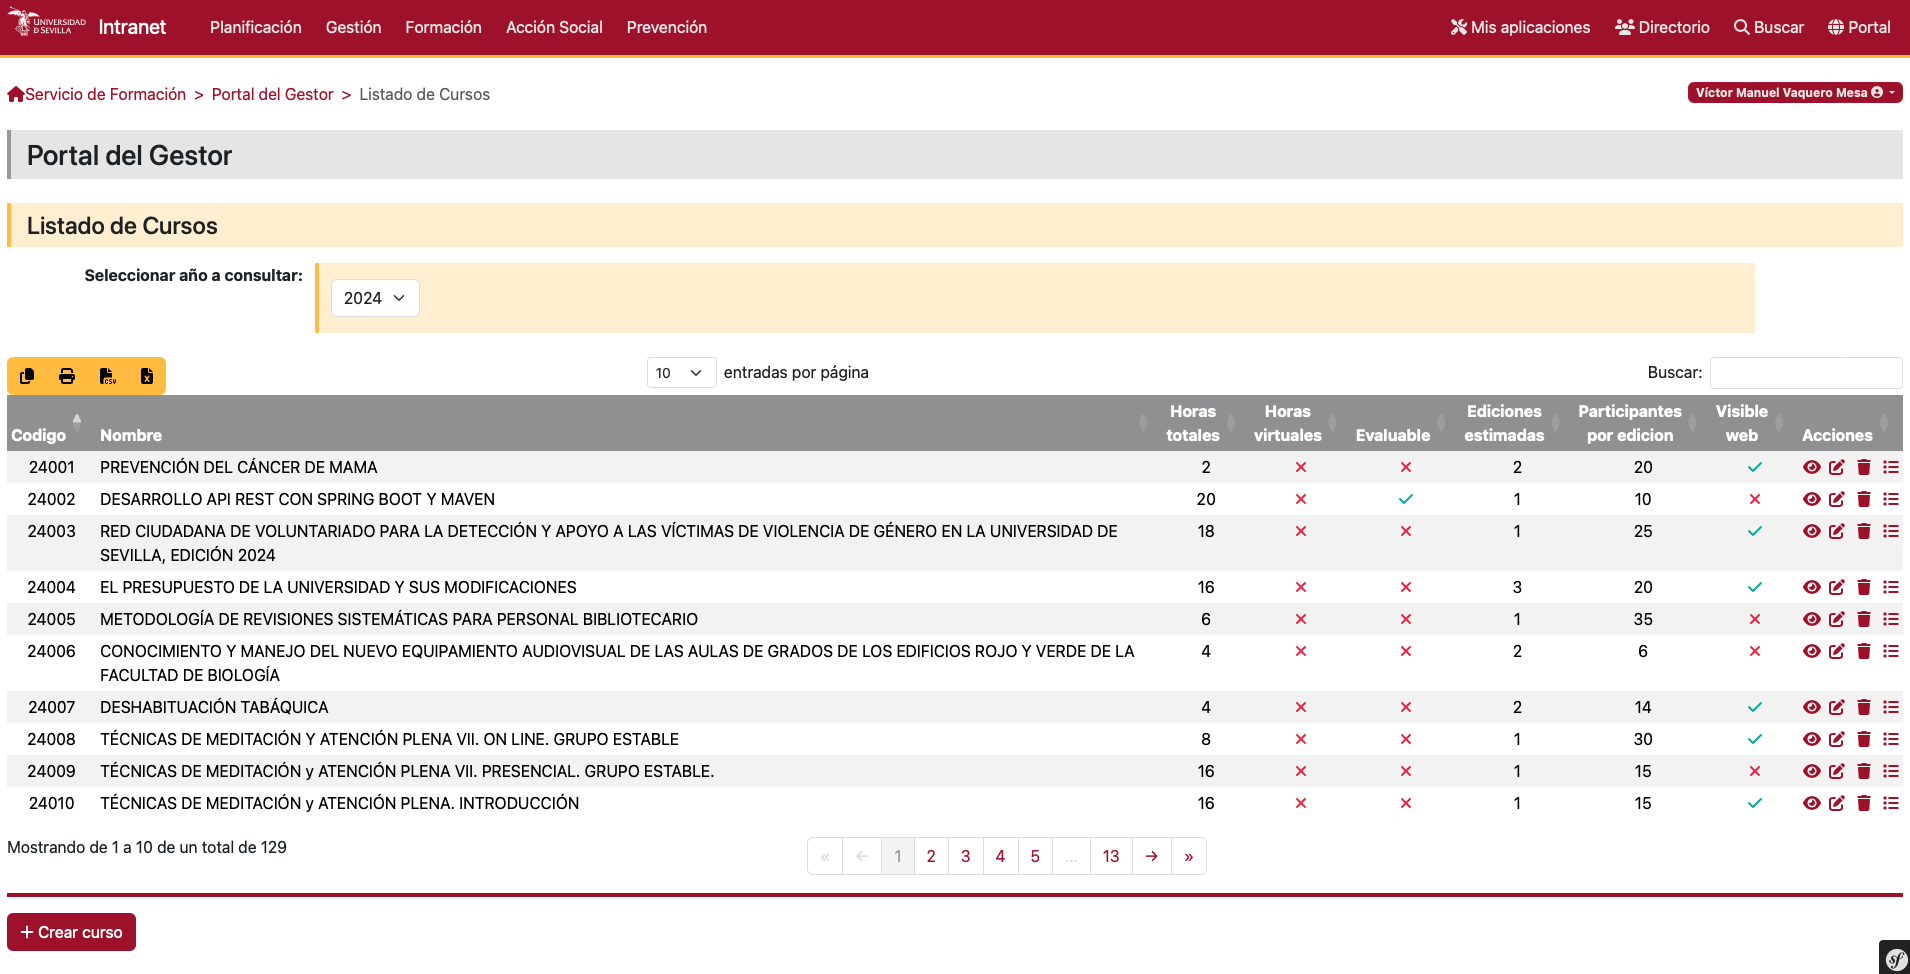 UNIVERSIDAD
D SEVILLA
Intranet
Planificación Gestión Formación Acción Social Prevención
Mis aplicaciones Directorio Buscar Portal
Servicio de Formación > Portal del Gestor > Listado de Cursos
Víctor Manuel Vaquero Mesa
Portal del Gestor
Listado de Cursos
Seleccionar año a consultar:
2024
CSV
10 entradas por página
Buscar:
Codigo Nombre Horas totales Horas virtuales Evaluable Ediciones estimadas Participantes por edicion Visible web Acciones
24001 PREVENCIÓN DEL CÁNCER DE MAMA 2 2 20
24002 DESARROLLO API REST CON SPRING BOOT Y MAVEN 20 1 10
24003 RED CIUDADANA DE VOLUNTARIADO PARA LA DETECCIÓN Y APOYO A LAS VÍCTIMAS DE VIOLENCIA DE GÉNERO EN LA UNIVERSIDAD DE 18 1 25
SEVILLA, EDICIÓN 2024
24004 EL PRESUPUESTO DE LA UNIVERSIDAD Y SUS MODIFICACIONES 16 3 20
24005 METODOLOGÍA DE REVISIONES SISTEMÁTICAS PARA PERSONAL BIBLIOTECARIO 6 1 35
24006 CONOCIMIENTO Y MANEJO DEL NUEVO EQUIPAMIENTO AUDIOVISUAL DE LAS AULAS DE GRADOS DE LOS EDIFICIOS ROJO Y VERDE DE LA 4 2 6
FACULTAD DE BIOLOGÍA
24007 DESHABITUACIÓN TABÁQUICA 4 2 14
24008 TÉCNICAS DE MEDITACIÓN Y ATENCIÓN PLENA VII. ON LINE. GRUPO ESTABLE 8 1 30
24009 TÉCNICAS DE MEDITACIÓN y ATENCIÓN PLENA VII. PRESENCIAL. GRUPO ESTABLE. 16 1 15
24010 TÉCNICAS DE MEDITACIÓN y ATENCIÓN PLENA. INTRODUCCIÓN 16 1 15
Mostrando de 1 a 10 de un total de 129
« ← 1 2 3 4 5 ... 13 → »
+ Crear curso
sf